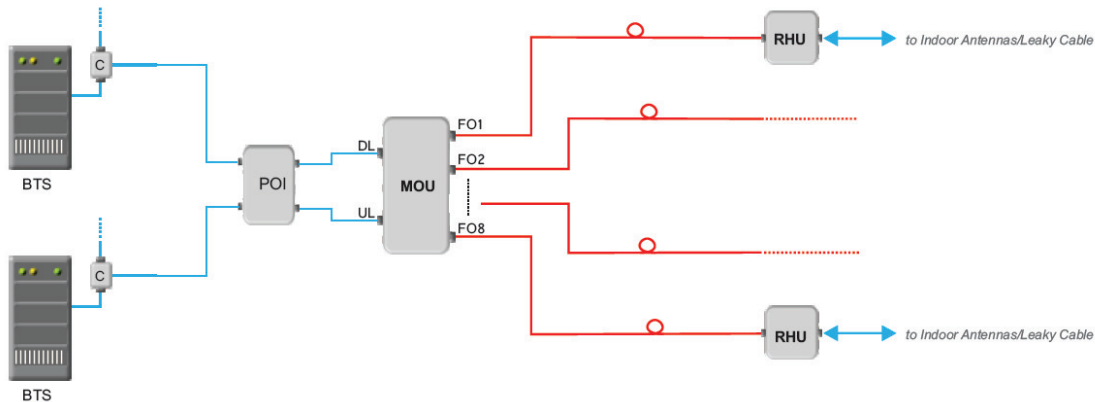 C
BTS
RHU
to Indoor Antennas/Leaky Cable
FO1
DL
FO2
POI
MOU
UL
FO8
C
BTS
RHU
to Indoor Antennas/Leaky Cable